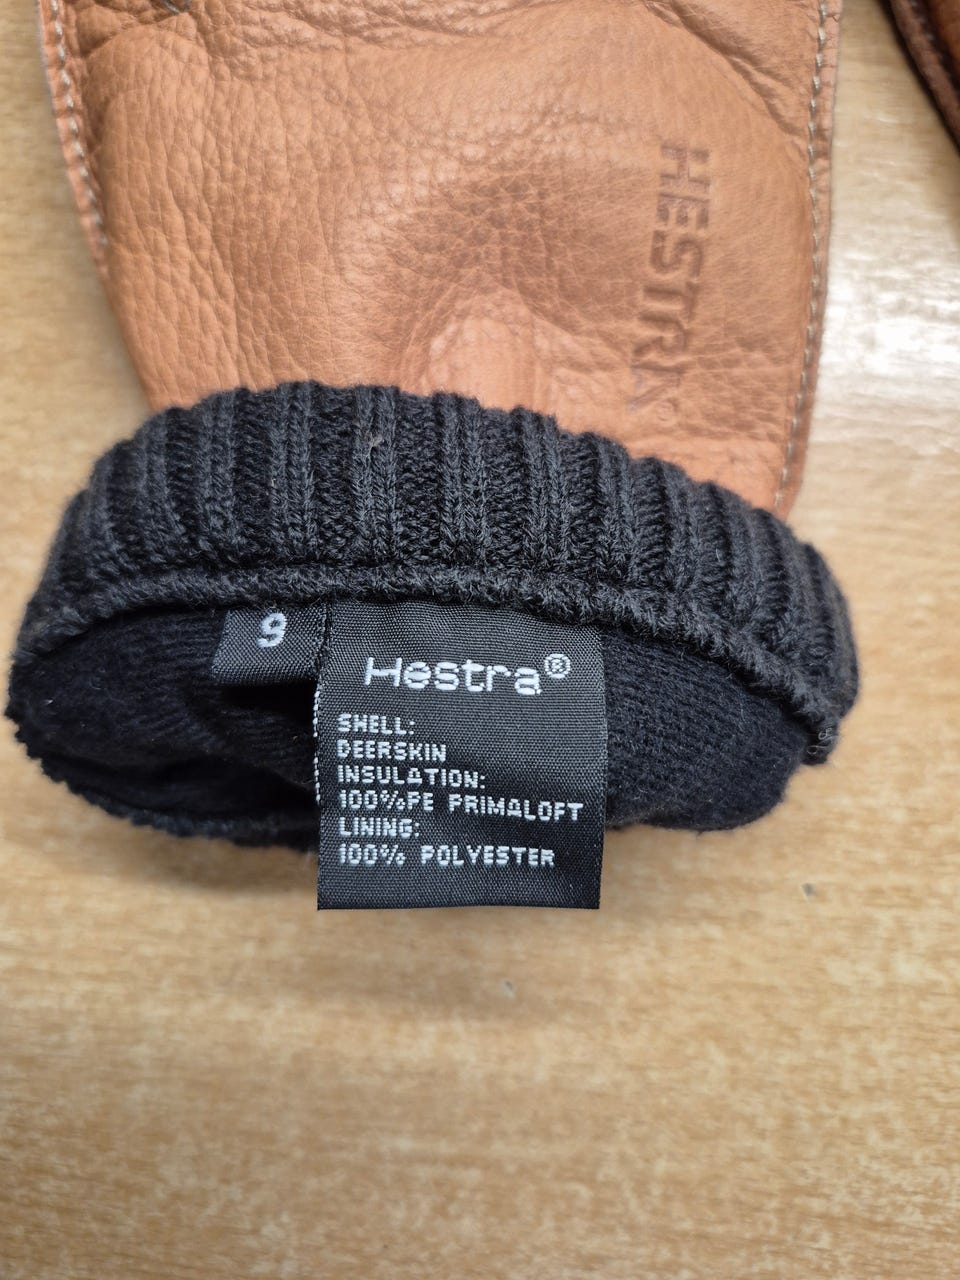 HESTRA®
9
Hestra®
SHELL:
DEERSKIN
INSULATION:
100%PE PRIMALOFT
LINING:
100% POLYESTER